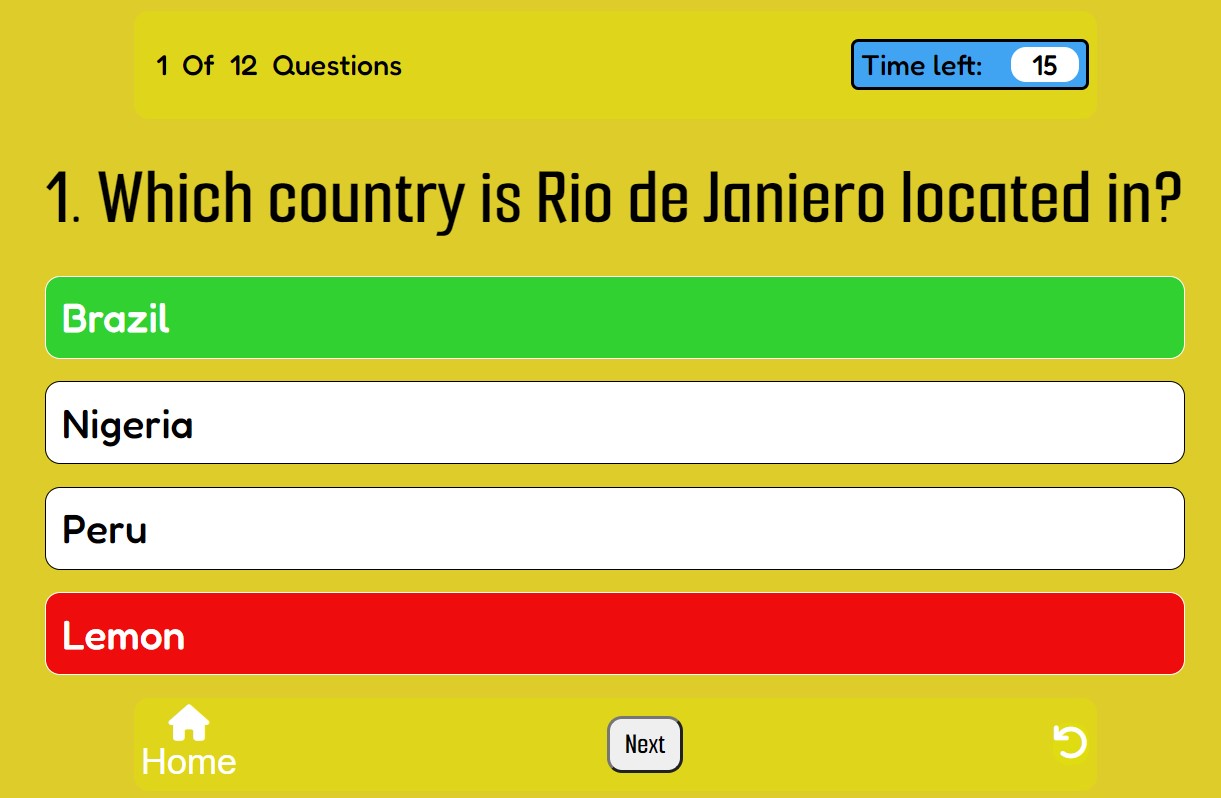 1 Of 12 Questions
Time left: 15
1. Which country is Rio de Janiero located in?
Brazil
Nigeria
Peru
Lemon
Home
Next